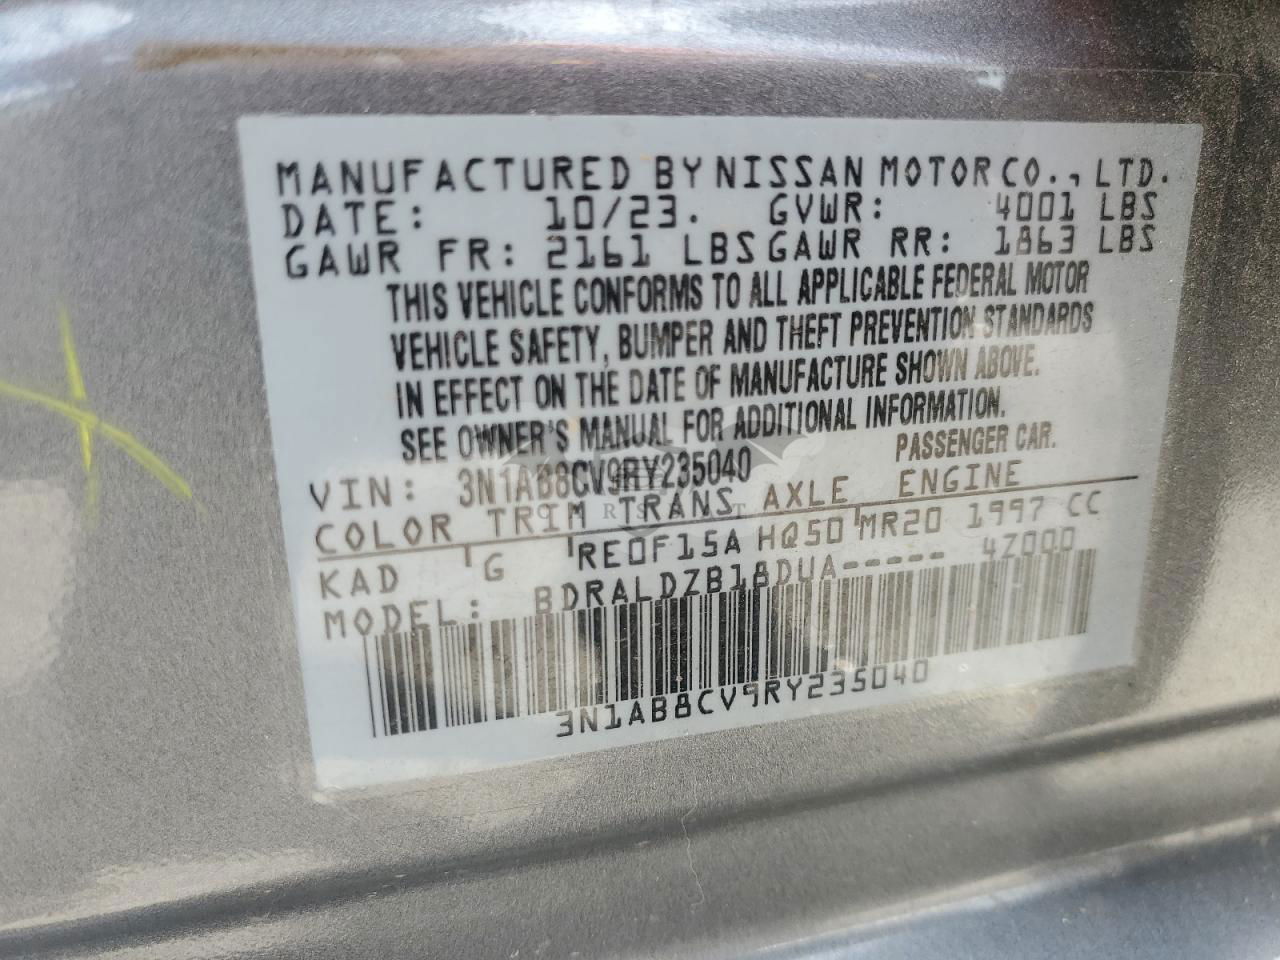 MANUFACTURED BY NISSAN MOTOR CO., LTD.
DATE: 10/23. GVWR: 4001 LBS
GAWR FR: 2161 LBS GAWR RR: 1863 LBS
THIS VEHICLE CONFORMS TO ALL APPLICABLE FEDERAL MOTOR
VEHICLE SAFETY, BUMPER AND THEFT PREVENTION STANDARDS
IN EFFECT ON THE DATE OF MANUFACTURE SHOWN ABOVE.
SEE OWNER'S MANUAL FOR ADDITIONAL INFORMATION.
VIN: 3N1AB8CV9RY235040 PASSENGER CAR.
COLOR TRIM TRANS AXLE ENGINE
KAD G RE0F15A HQ50 MR20 1997 CC
MODEL: BDRALDZB18DUA----- 4Z000
3N1AB8CV9RY235040